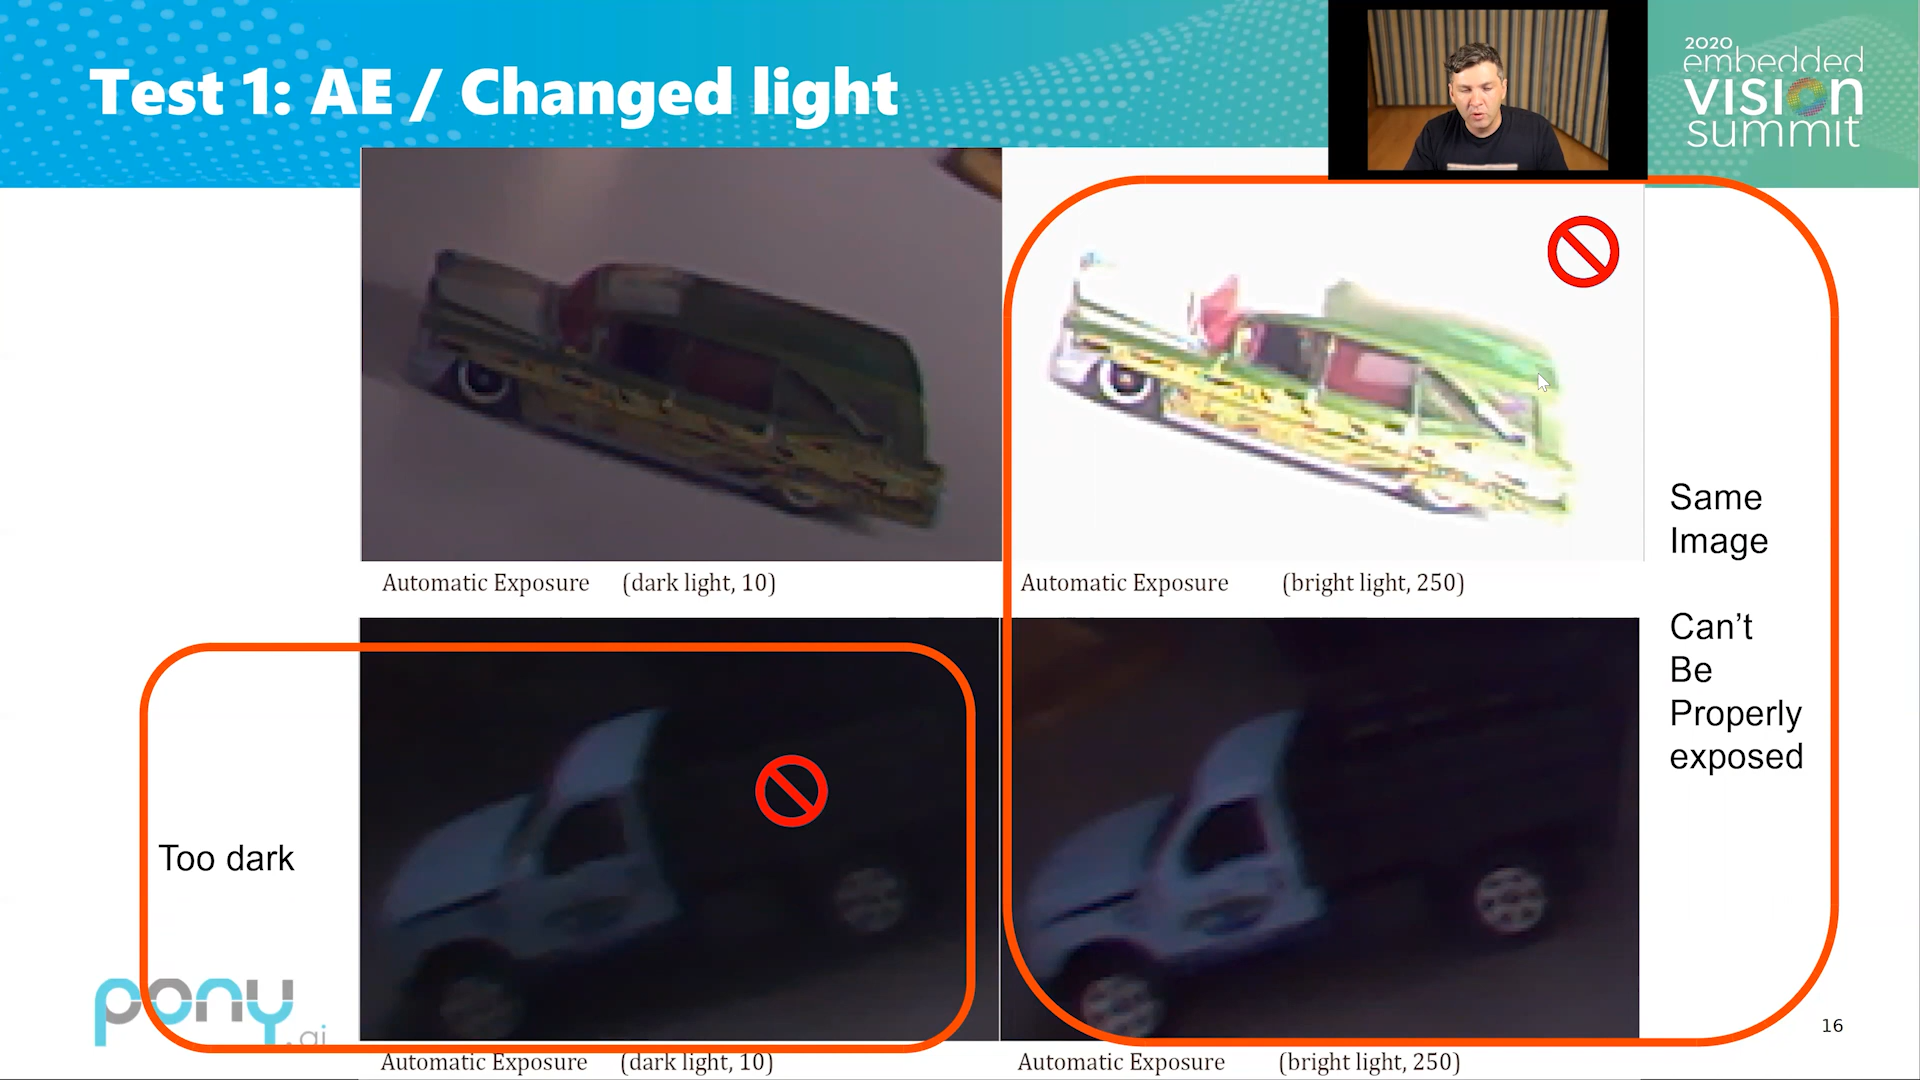 Test 1: AE / Changed light
2020
embedded
vision
summit
Automatic Exposure (dark light, 10)
Automatic Exposure (bright light, 250)
Same
Image
Can’t
Be
Properly
exposed
Too dark
pony.ai
Automatic Exposure (dark light, 10)
Automatic Exposure (bright light, 250)
16